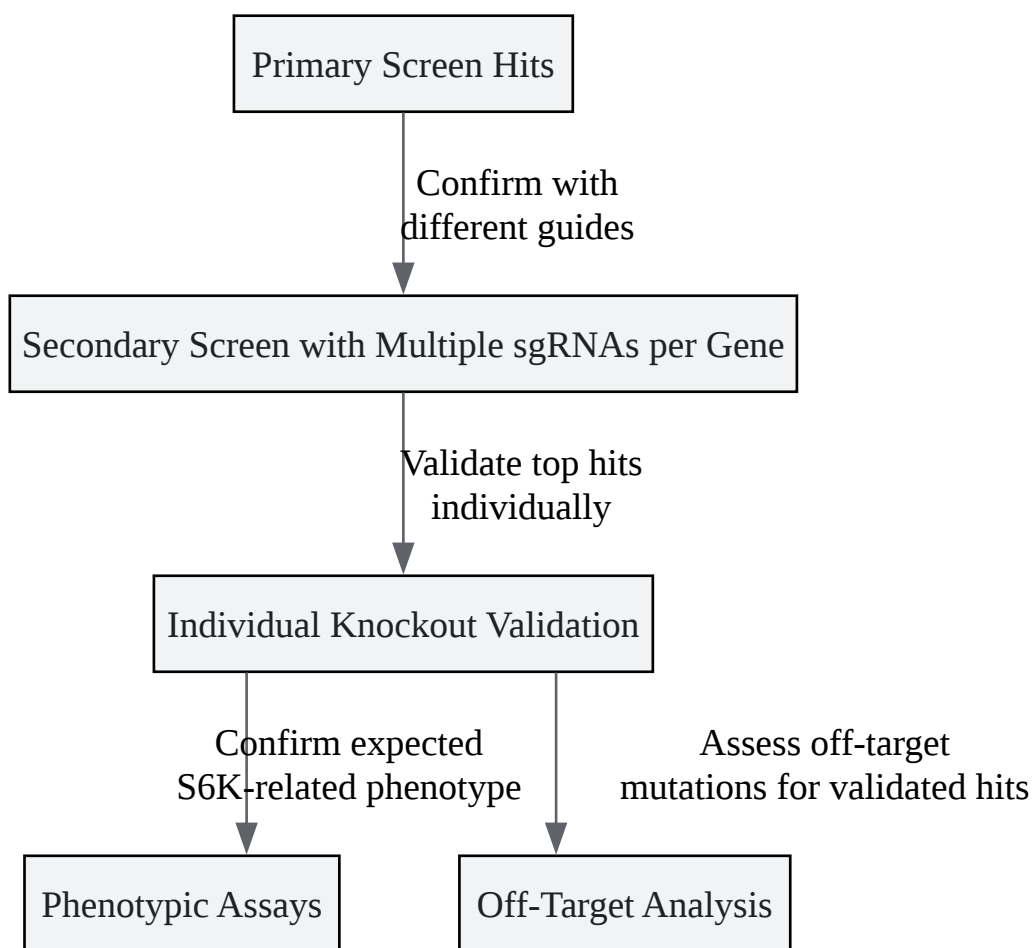 Primary Screen Hits
Confirm with
different guides
Secondary Screen with Multiple sgRNAs per Gene
Validate top hits
individually
Individual Knockout Validation
Confirm expected
S6K-related phenotype
Assess off-target
mutations for validated hits
Phenotypic Assays
Off-Target Analysis